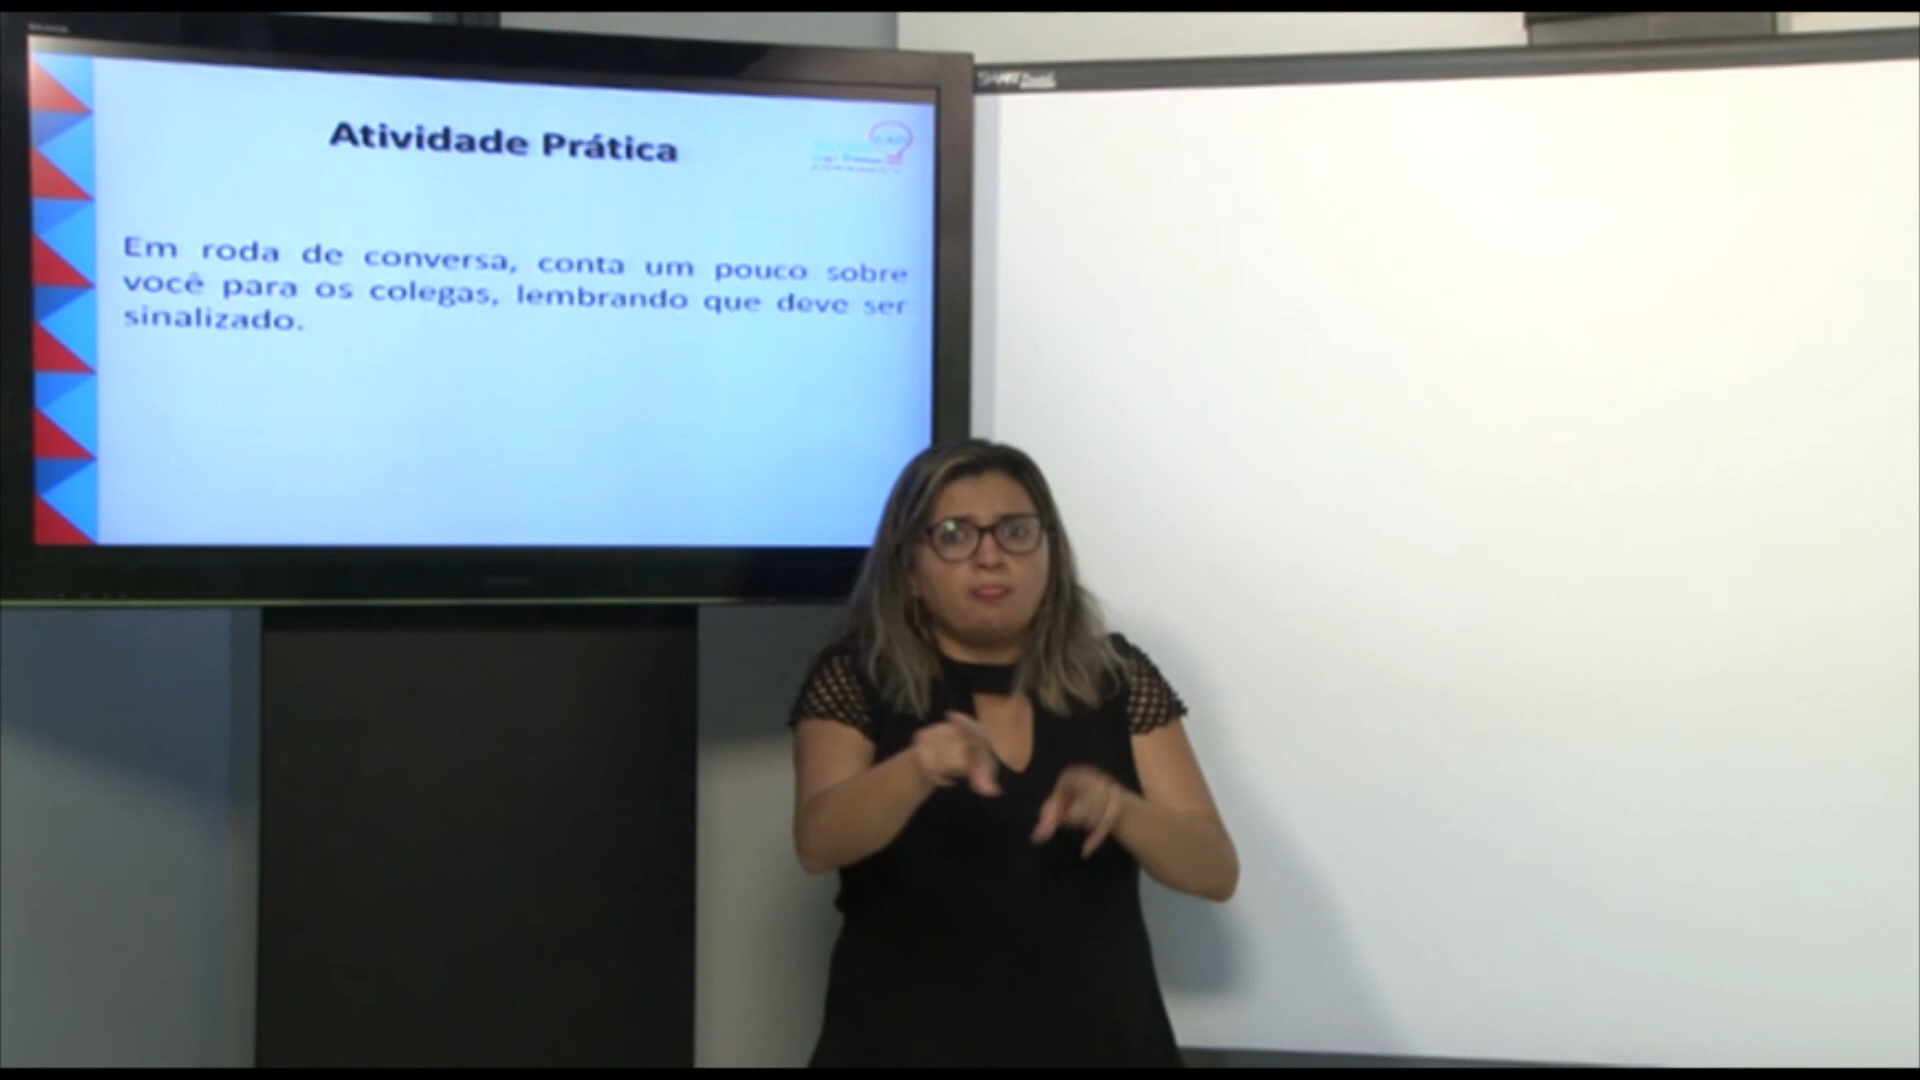 Atividade Prática
Em roda de conversa, conta um pouco sobre
você para os colegas, lembrando que deve ser
sinalizado.
SMART